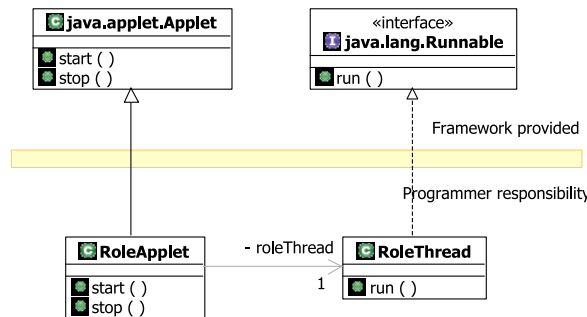 C java.applet.Applet
start ( )
stop ( )
«interface»
I java.lang.Runnable
run ( )
Framework provided
Programmer responsibility
C RoleApplet
start ( )
stop ( )
- roleThread
1
C RoleThread
run ( )